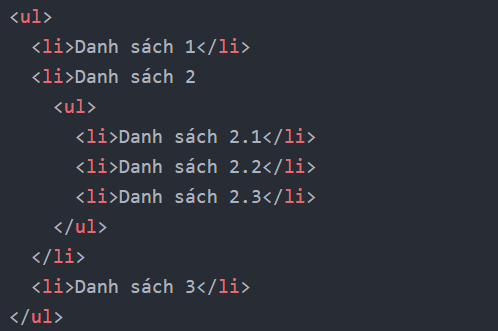 <ul>
  <li>Danh sách 1</li>
  <li>Danh sách 2
    <ul>
      <li>Danh sách 2.1</li>
      <li>Danh sách 2.2</li>
      <li>Danh sách 2.3</li>
    </ul>
  </li>
  <li>Danh sách 3</li>
</ul>